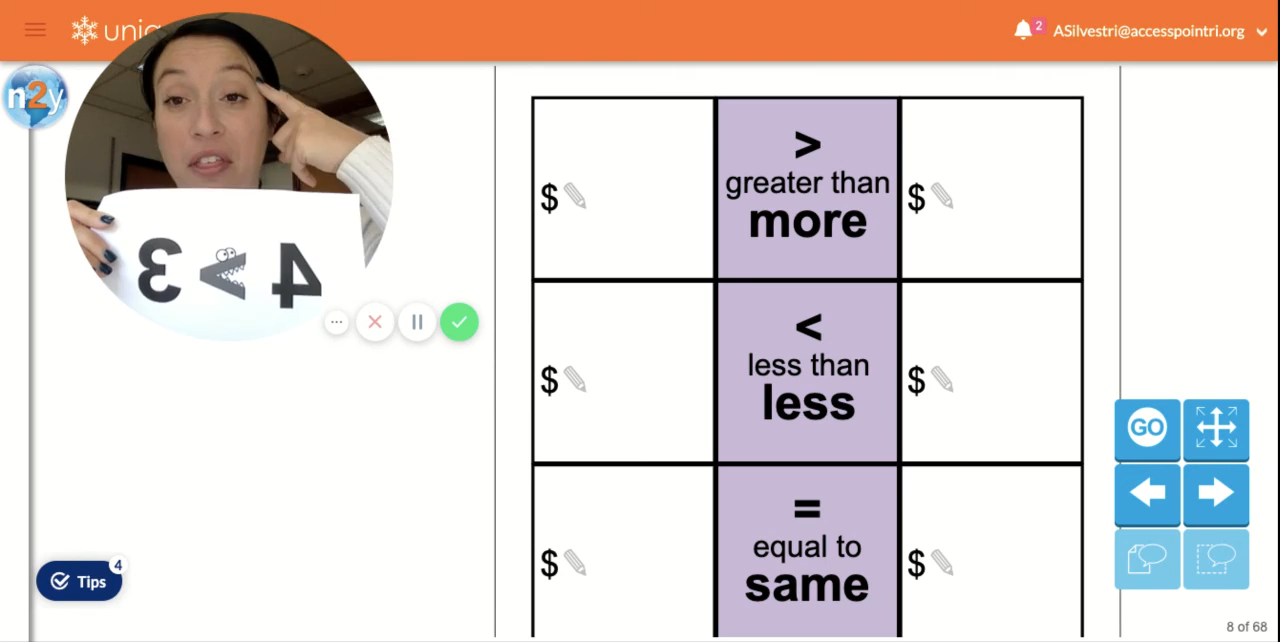 uniq
2
ASilvestri@accesspointri.org
n2y
4 > 3
>
greater than
more
$
$
<
less than
less
$
$
=
equal to
same
$
$
GO
Tips
4
8 of 68